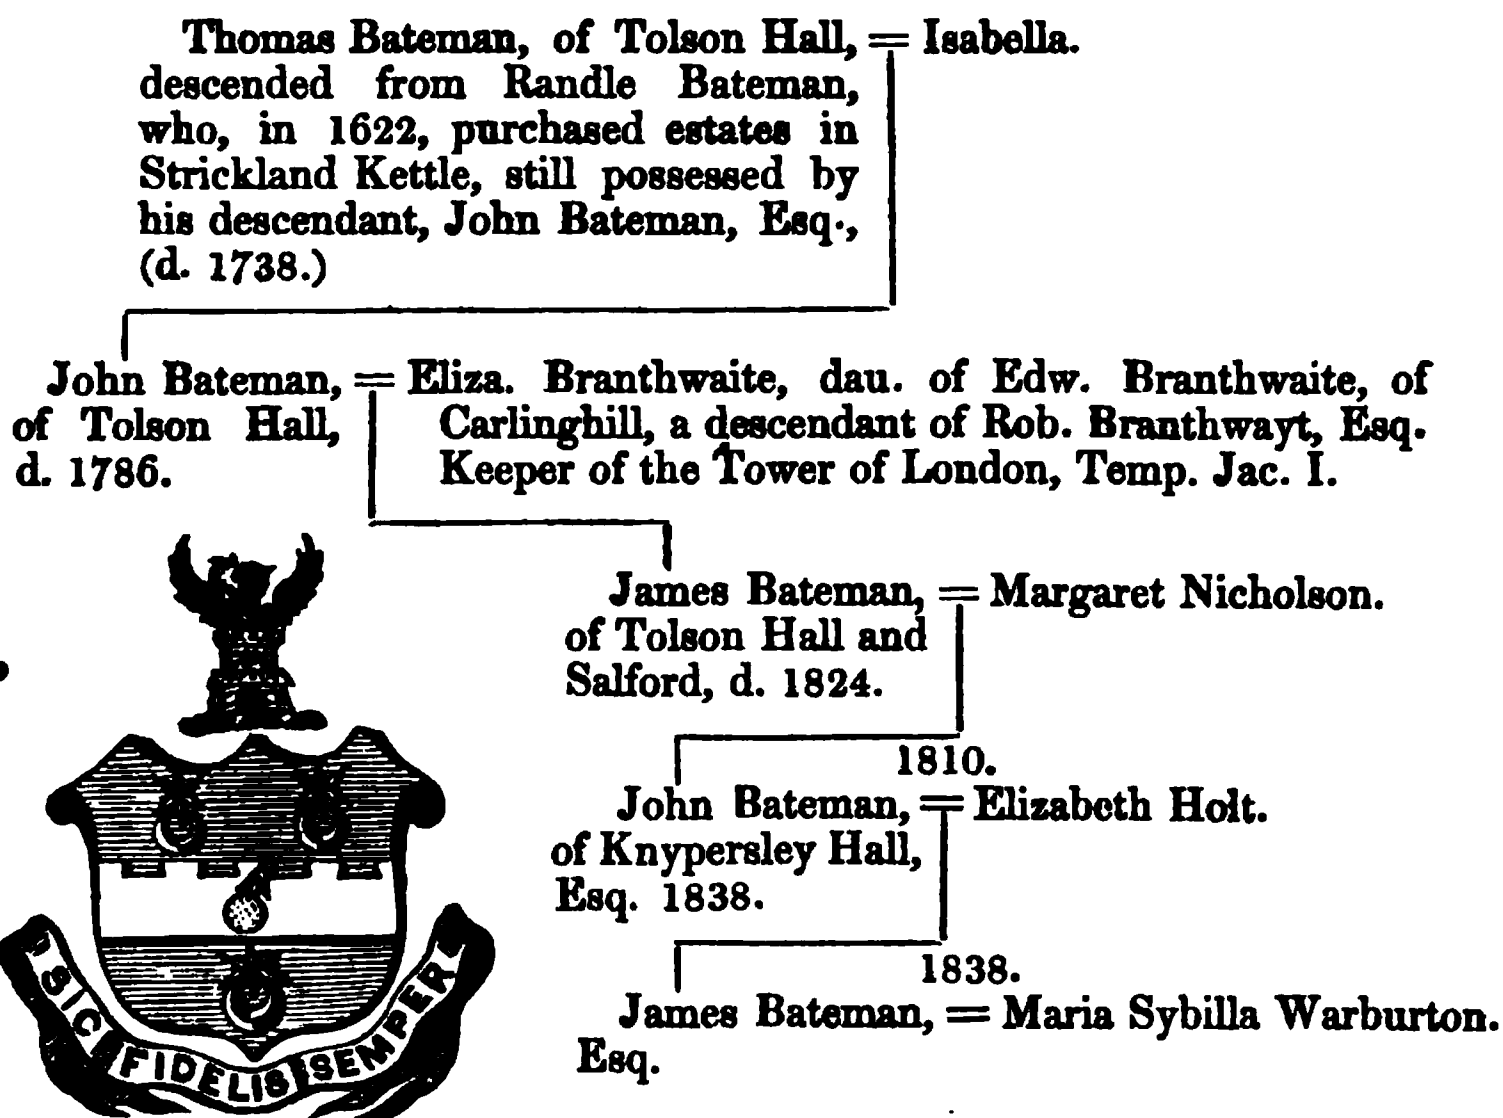 Thomas Bateman, of Tolson Hall, = Isabella.
descended from Randle Bateman,
who, in 1622, purchased estates in
Strickland Kettle, still possessed by
his descendant, John Bateman, Esq.,
(d. 1738.)
John Bateman, = Eliza. Branthwaite, dau. of Edw. Branthwaite, of
of Tolson Hall, Carlinghill, a descendant of Rob. Branthwayt, Esq.
d. 1786. Keeper of the Tower of London, Temp. Jac. I.
James Bateman, = Margaret Nicholson.
of Tolson Hall and
Salford, d. 1824.
1810.
John Bateman, = Elizabeth Holt.
of Knypersley Hall,
Esq. 1838.
1838.
James Bateman, = Maria Sybilla Warburton.
Esq.
SIC FIDELIS SEMPER